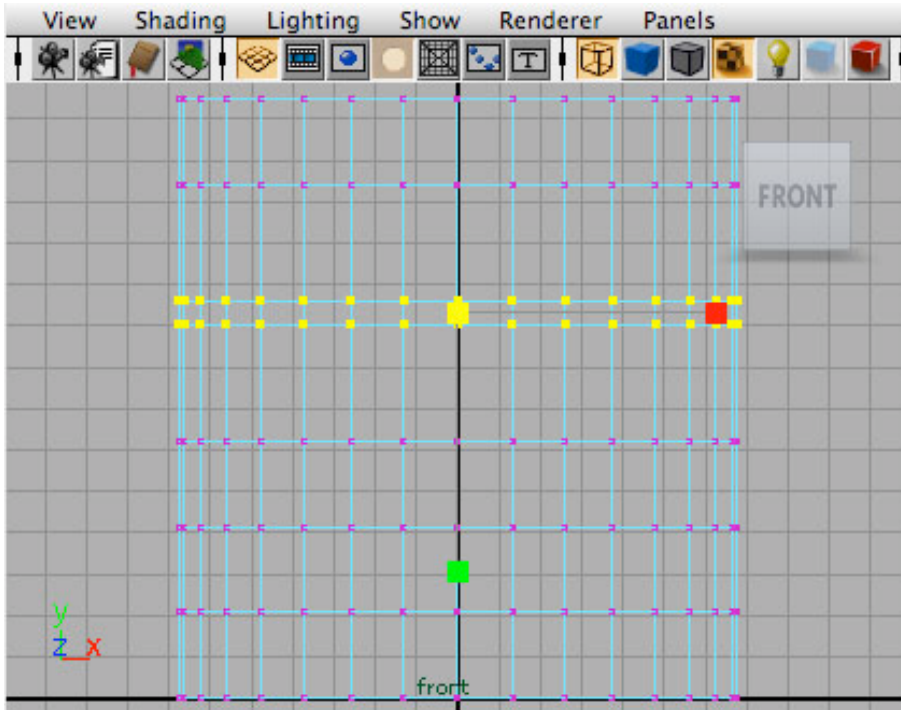 View Shading Lighting Show Renderer Panels
T
FRONT
y
z x
front